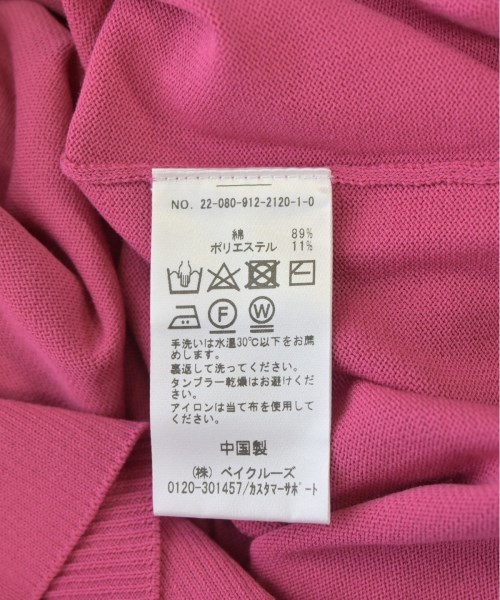 NO. 22-080-912-2120-1-0
綿 89%
ポリエステル 11%
F W
手洗いは水温30℃以下をお薦
めします。
裏返して洗ってください。
タンブラー乾燥はお避けくだ
さい。
アイロンは当て布を使用して
ください。
中国製
(株) ベイクルーズ
0120-301457/カスタマーサポート